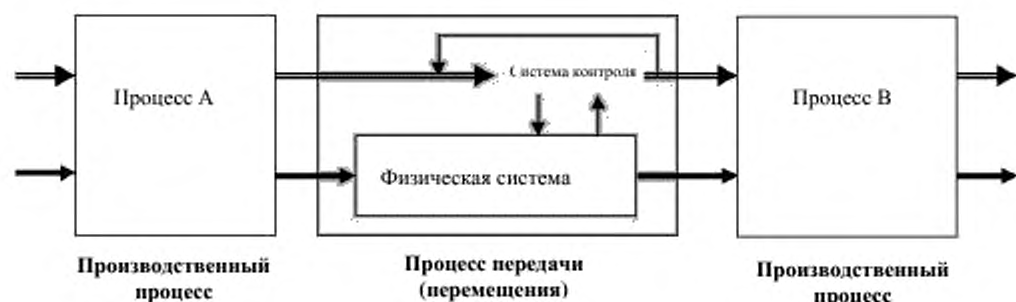 Система контроля
Процесс А
Процесс В
Физическая система
Производственный
процесс
Процесс передачи
(перемещения)
Производственный
процесс